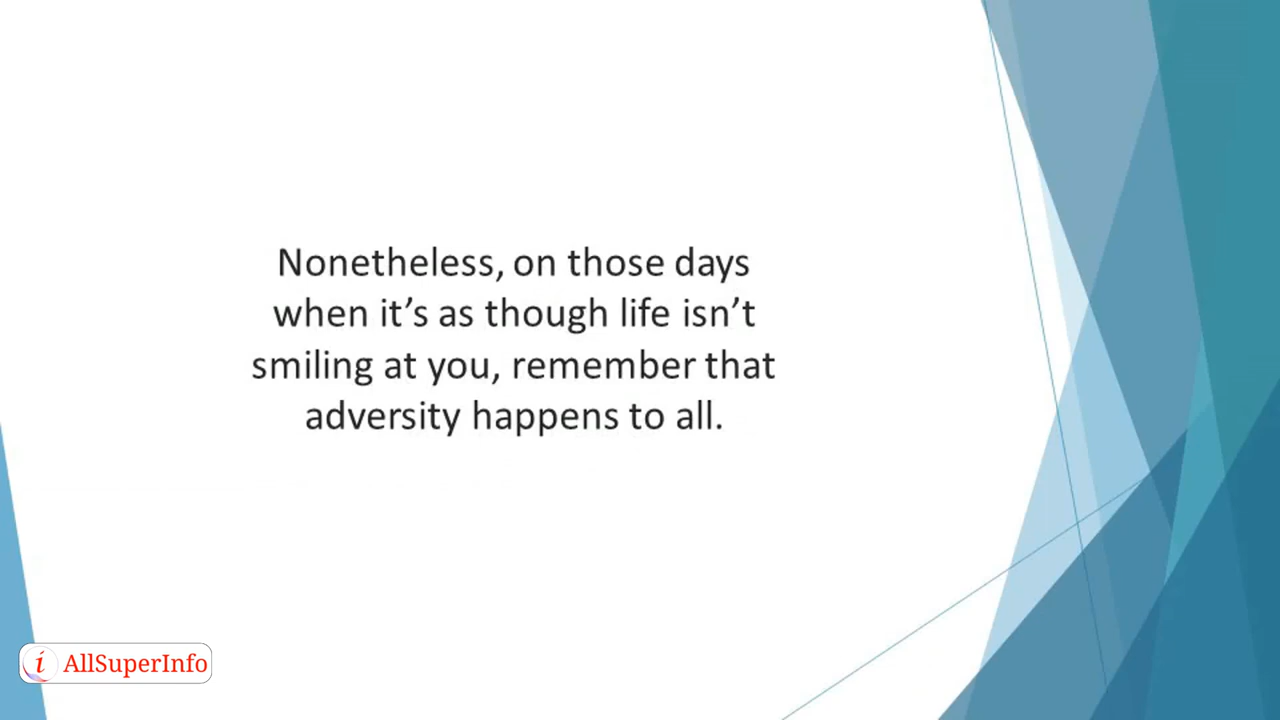 Nonetheless, on those days
when it’s as though life isn’t
smiling at you, remember that
adversity happens to all.
i AllSuperInfo